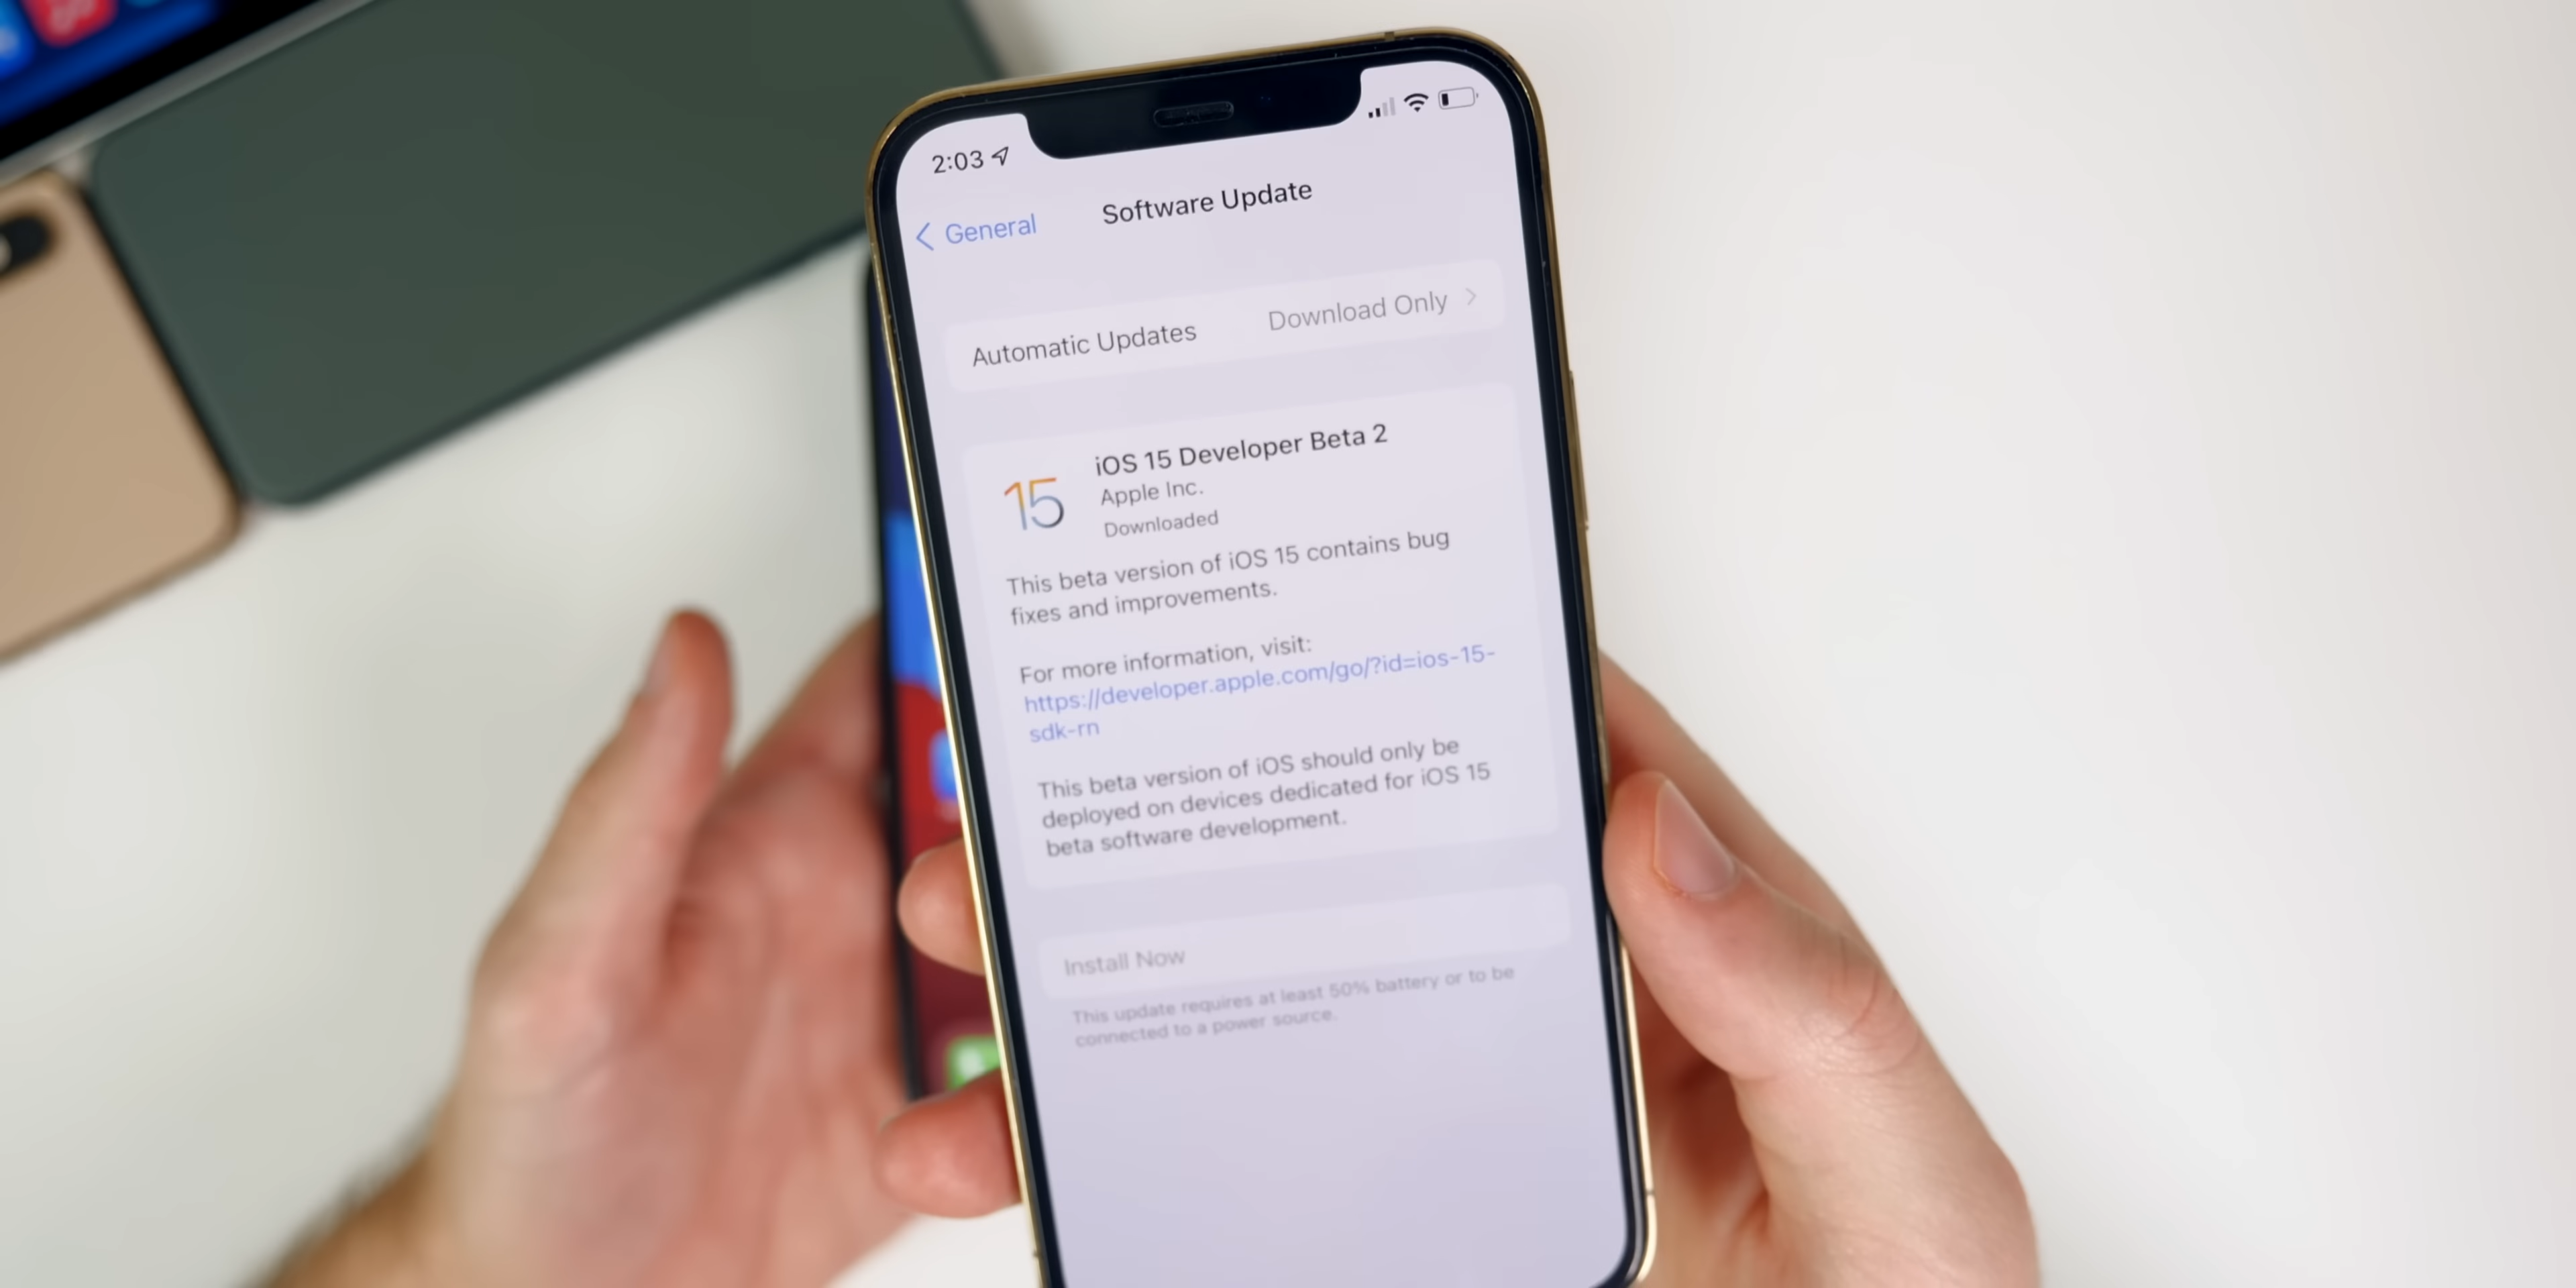 2:03
General
Software Update
Automatic Updates
Download Only
15
iOS 15 Developer Beta 2
Apple Inc.
Downloaded
This beta version of iOS 15 contains bug
fixes and improvements.
For more information, visit:
https://developer.apple.com/go/?id=ios-15-
sdk-rn
This beta version of iOS should only be
deployed on devices dedicated for iOS 15
beta software development.
Install Now
This update requires at least 50% battery or to be
connected to a power source.